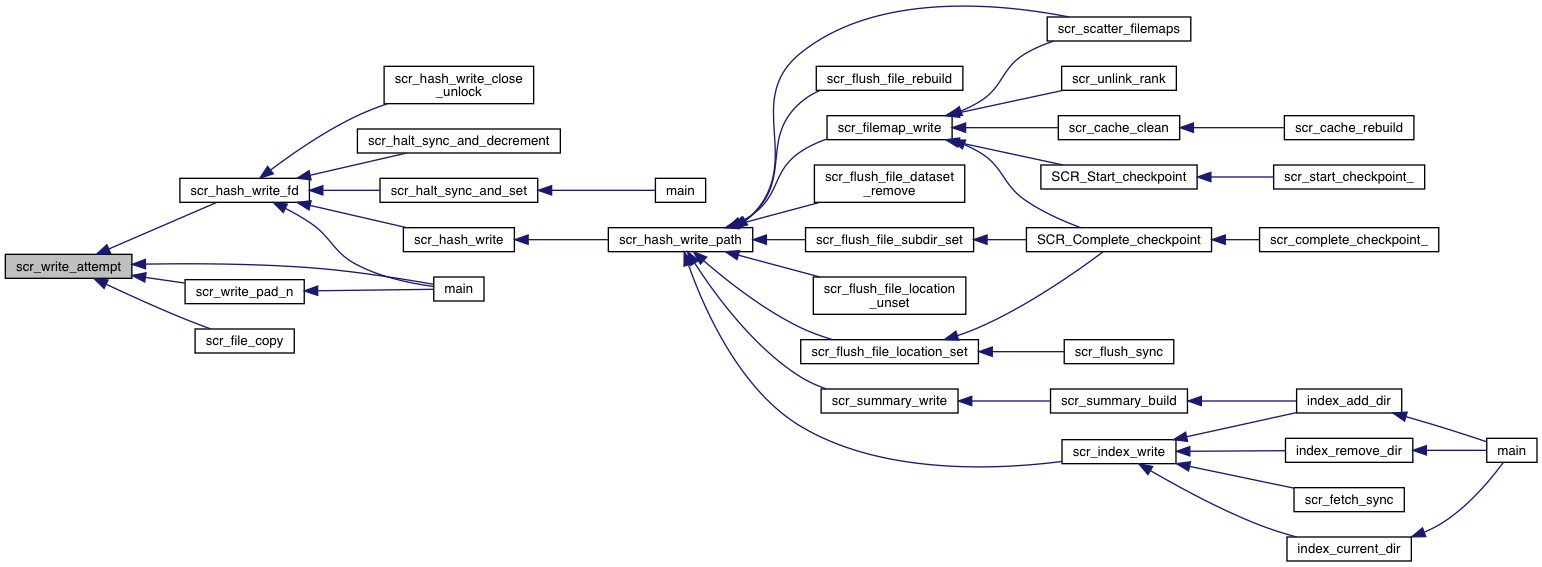 scr_write_attempt
scr_hash_write_fd
scr_write_pad_n
scr_file_copy
scr_hash_write_close
_unlock
scr_halt_sync_and_decrement
scr_halt_sync_and_set
scr_hash_write
main
main
scr_hash_write_path
scr_flush_file_rebuild
scr_filemap_write
scr_flush_file_dataset
_remove
scr_flush_file_subdir_set
scr_flush_file_location
_unset
scr_flush_file_location_set
scr_summary_write
scr_scatter_filemaps
scr_unlink_rank
scr_cache_clean
SCR_Start_checkpoint
SCR_Complete_checkpoint
scr_flush_sync
scr_summary_build
scr_index_write
scr_cache_rebuild
scr_start_checkpoint_
scr_complete_checkpoint_
index_add_dir
index_remove_dir
scr_fetch_sync
index_current_dir
main